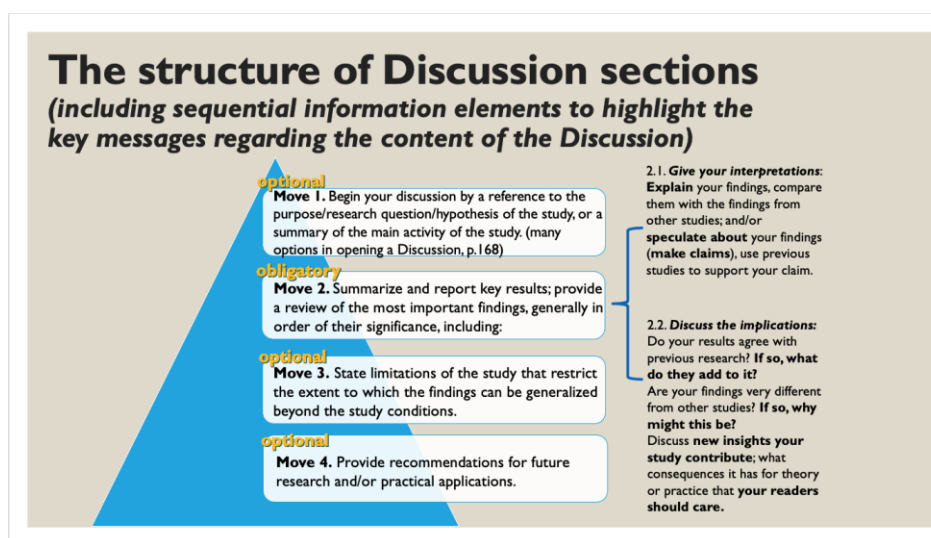 The structure of Discussion sections
(including sequential information elements to highlight the
key messages regarding the content of the Discussion)
optional
Move 1. Begin your discussion by a reference to the
purpose/research question/hypothesis of the study, or a
summary of the main activity of the study. (many
options in opening a Discussion, p.168)
obligatory
Move 2. Summarize and report key results; provide
a review of the most important findings, generally in
order of their significance, including:
optional
Move 3. State limitations of the study that restrict
the extent to which the findings can be generalized
beyond the study conditions.
optional
Move 4. Provide recommendations for future
research and/or practical applications.
2.1. Give your interpretations:
Explain your findings, compare
them with the findings from
other studies; and/or
speculate about your findings
(make claims), use previous
studies to support your claim.
2.2. Discuss the implications:
Do your results agree with
previous research? If so, what
do they add to it?
Are your findings very different
from other studies? If so, why
might this be?
Discuss new insights your
study contribute; what
consequences it has for theory
or practice that your readers
should care.